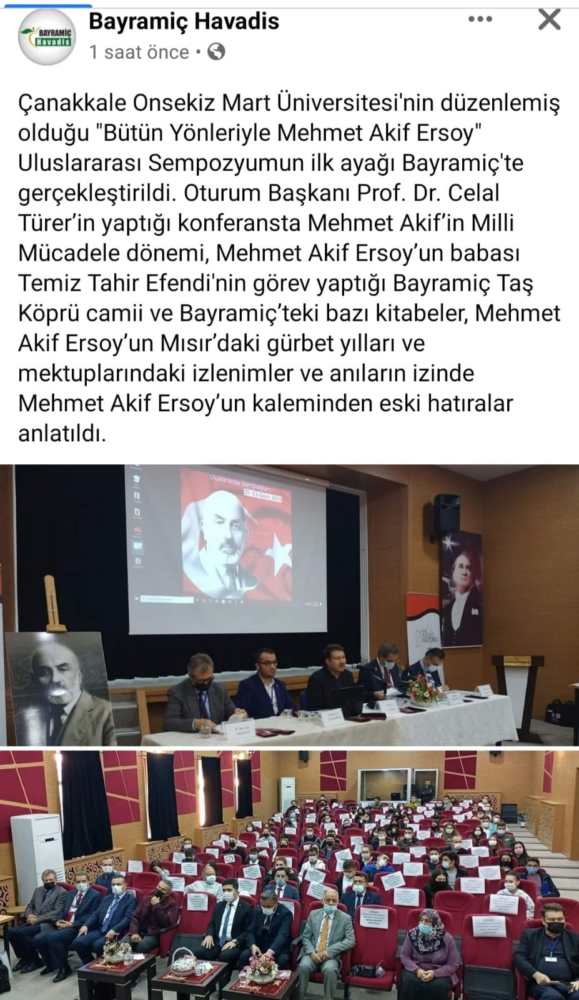 BAYRAMİÇ
Havadis
Bayramiç Havadis
1 saat önce
Çanakkale Onsekiz Mart Üniversitesi'nin düzenlemiş
olduğu "Bütün Yönleriyle Mehmet Akif Ersoy"
Uluslararası Sempozyumun ilk ayağı Bayramiç'te
gerçekleştirildi. Oturum Başkanı Prof. Dr. Celal
Türer’in yaptığı konferansta Mehmet Akif’in Milli
Mücadele dönemi, Mehmet Akif Ersoy’un babası
Temiz Tahir Efendi'nin görev yaptığı Bayramiç Taş
Köprü camii ve Bayramiç’teki bazı kitabeler, Mehmet
Akif Ersoy’un Mısır’daki gürbet yılları ve
mektuplarındaki izlenimler ve anıların izinde
Mehmet Akif Ersoy’un kaleminden eski hatıralar
anlatıldı.
Uluslararası Sempozyum
21-23 Ekim 2021
VİZYONU